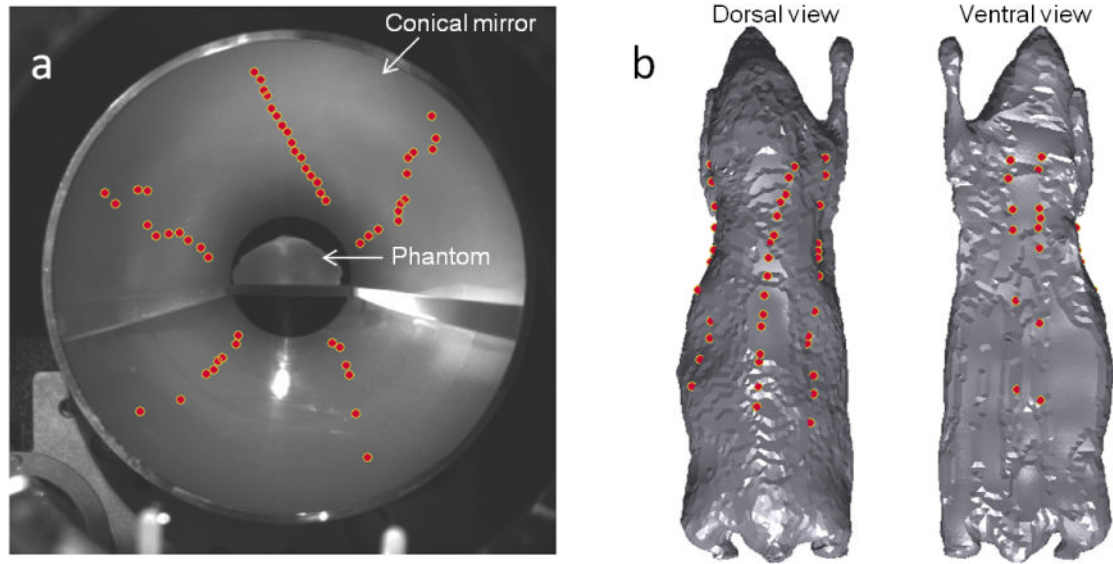 Conical mirror
a
Phantom
b
Dorsal view
Ventral view